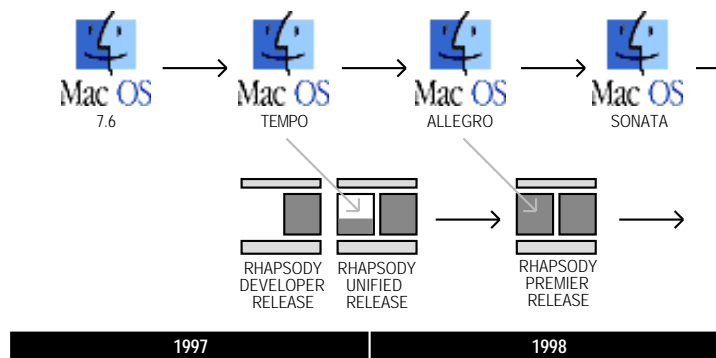 Mac OS
7.6
Mac OS
TEMPO
Mac OS
ALLEGRO
Mac OS
SONATA
RHAPSODY
DEVELOPER
RELEASE
RHAPSODY
UNIFIED
RELEASE
RHAPSODY
PREMIER
RELEASE
1997
1998